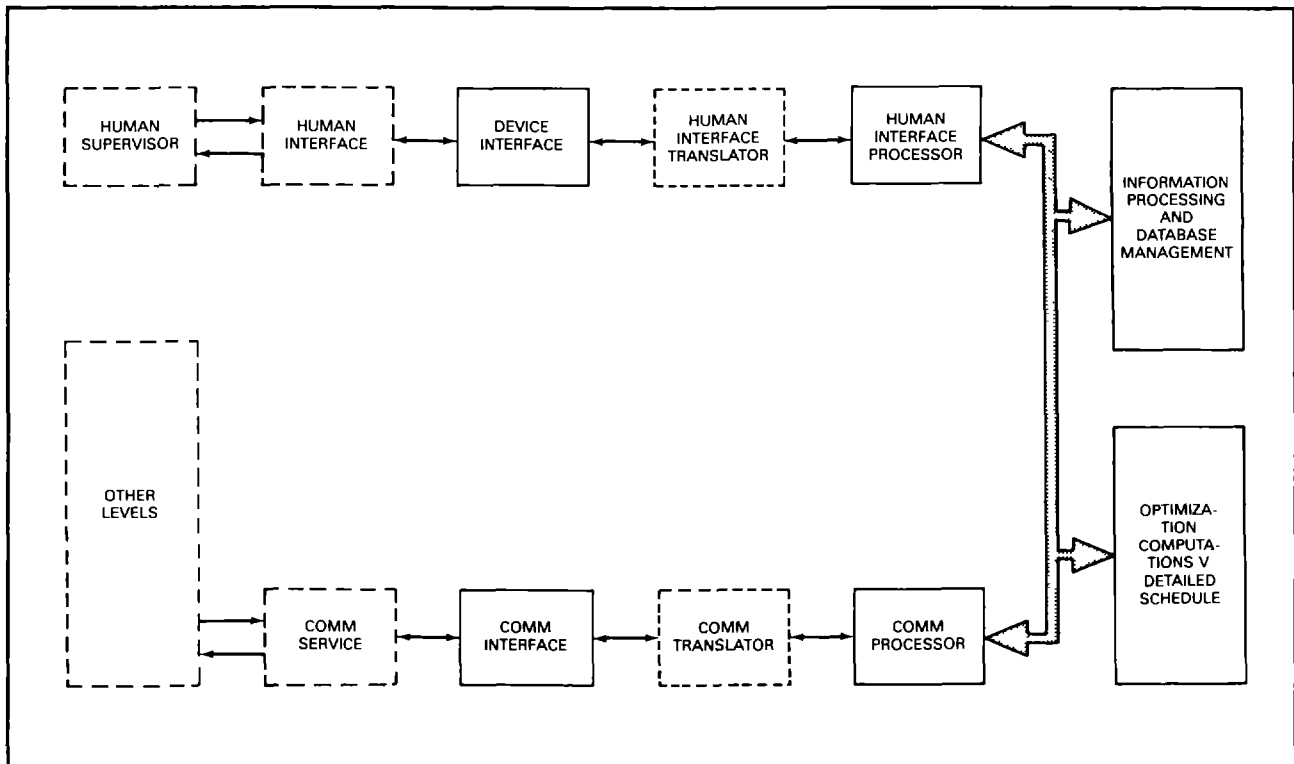 HUMAN
SUPERVISOR
HUMAN
INTERFACE
DEVICE
INTERFACE
HUMAN
INTERFACE
TRANSLATOR
HUMAN
INTERFACE
PROCESSOR
INFORMATION
PROCESSING
AND
DATABASE
MANAGEMENT
OTHER
LEVELS
COMM
SERVICE
COMM
INTERFACE
COMM
TRANSLATOR
COMM
PROCESSOR
OPTIMIZA-
TION
COMPUTA-
TIONS V
DETAILED
SCHEDULE